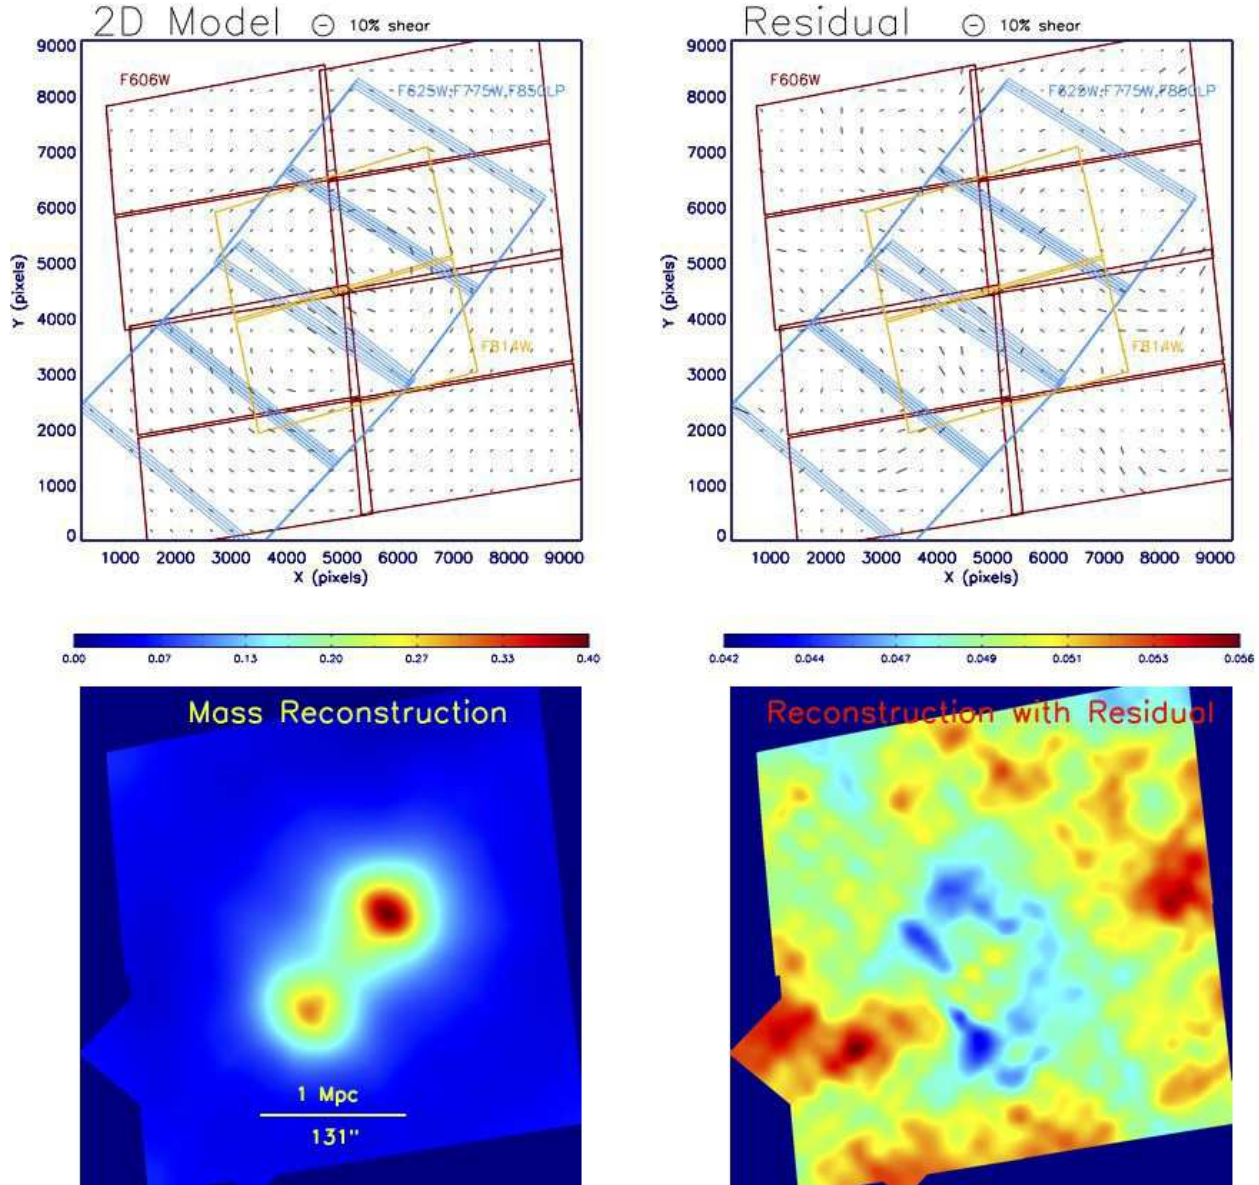 2D Model
10% shear
Residual
10% shear
9000
8000
7000
6000
5000
4000
3000
2000
1000
0
Y (pixels)
F606W
F625W,F775W,F850LP
F814W
1000 2000 3000 4000 5000 6000 7000 8000 9000
X (pixels)
9000
8000
7000
6000
5000
4000
3000
2000
1000
0
Y (pixels)
F606W
F625W,F775W,F850LP
F814W
1000 2000 3000 4000 5000 6000 7000 8000 9000
X (pixels)
0.00 0.07 0.13 0.20 0.27 0.33 0.40
0.042 0.044 0.047 0.049 0.051 0.053 0.056
Mass Reconstruction
1 Mpc
131"
Reconstruction with Residual